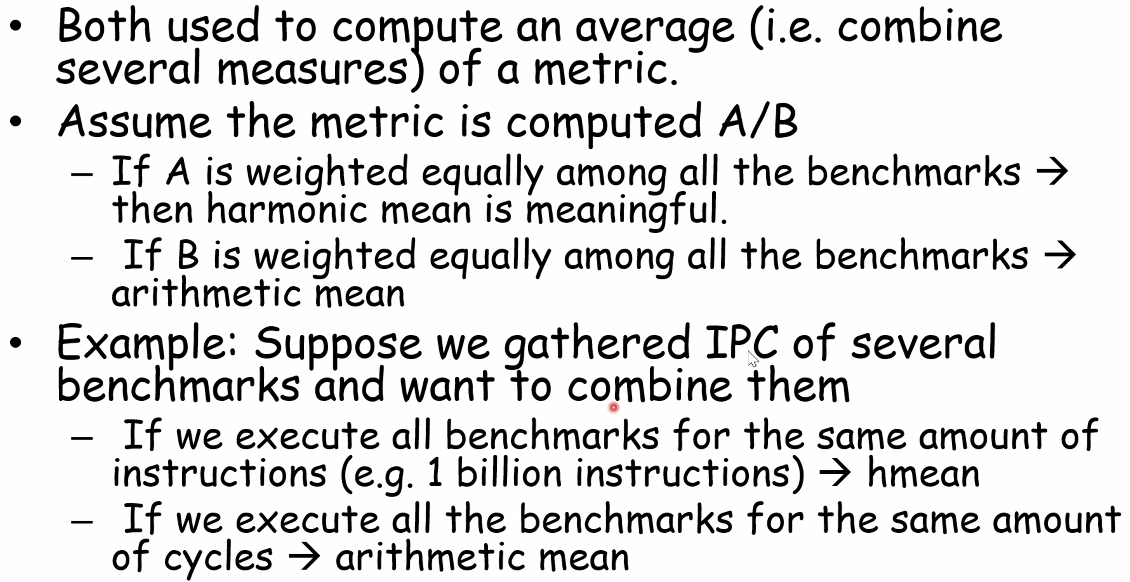 • Both used to compute an average (i.e. combine
several measures) of a metric.
• Assume the metric is computed A/B
– If A is weighted equally among all the benchmarks →
then harmonic mean is meaningful.
– If B is weighted equally among all the benchmarks →
arithmetic mean
• Example: Suppose we gathered IPC of several
benchmarks and want to combine them
– If we execute all benchmarks for the same amount of
instructions (e.g. 1 billion instructions) → hmean
– If we execute all the benchmarks for the same amount
of cycles → arithmetic mean